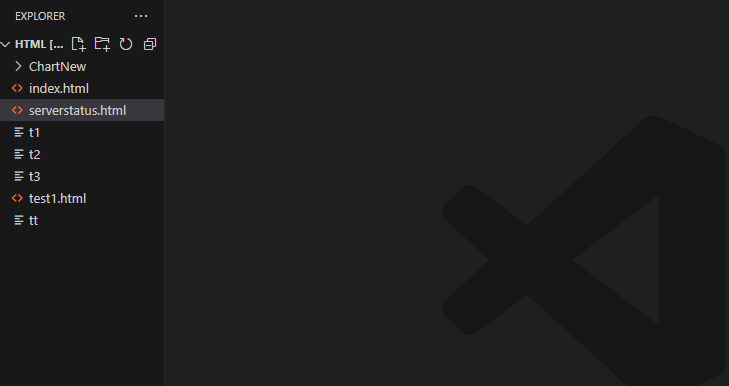 EXPLORER
HTML [...
ChartNew
index.html
serverstatus.html
t1
t2
t3
test1.html
tt